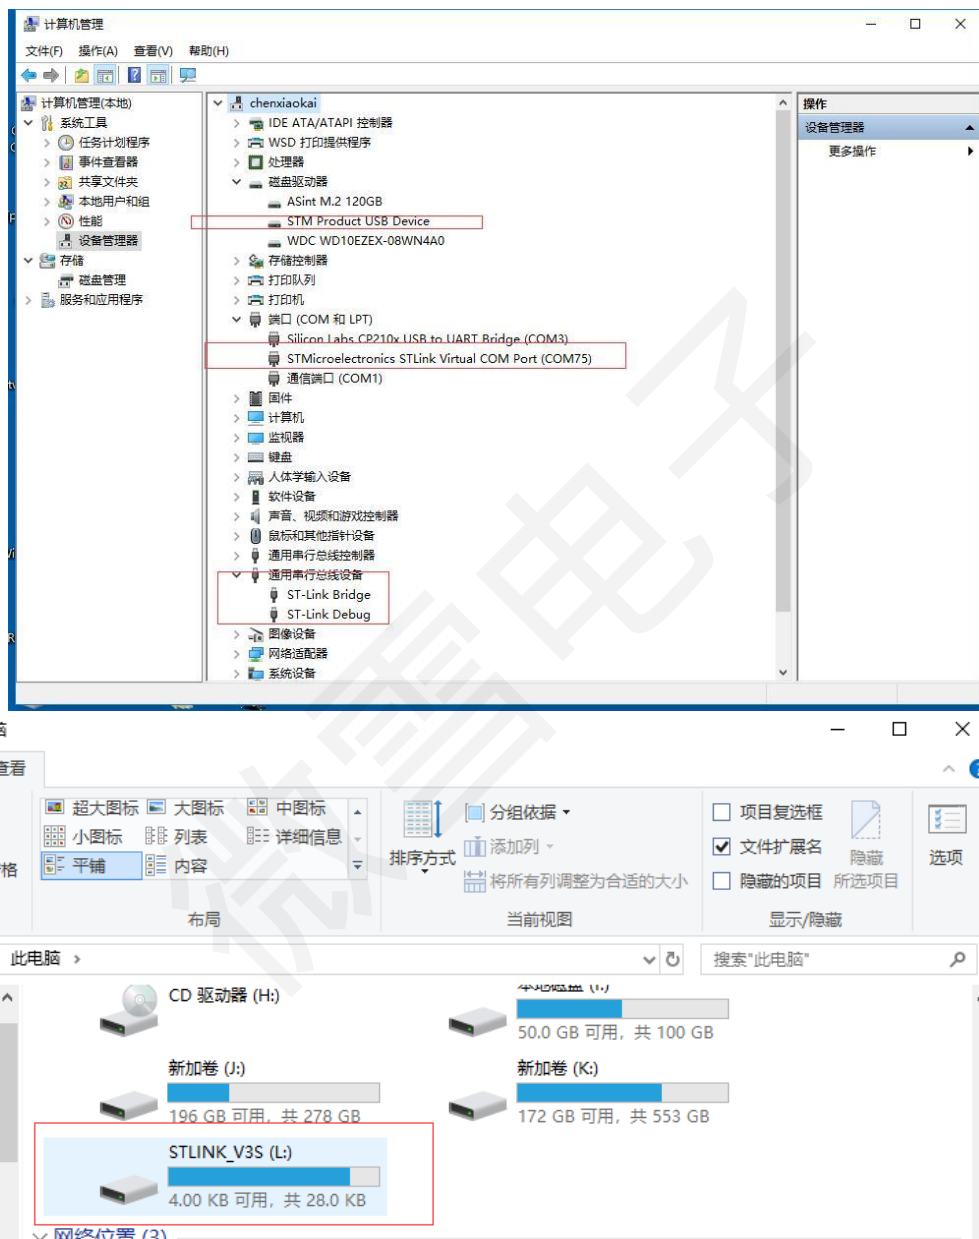 计算机管理
文件(F) 操作(A) 查看(V) 帮助(H)
计算机管理(本地)
系统工具
任务计划程序
事件查看器
共享文件夹
本地用户和组
性能
设备管理器
存储
磁盘管理
服务和应用程序
chenxiaokai
IDE ATA/ATAPI 控制器
WSD 打印提供程序
处理器
磁盘驱动器
ASint M.2 120GB
STM Product USB Device
WDC WD10EZEX-08WN4A0
存储控制器
打印队列
打印机
端口 (COM 和 LPT)
Silicon Labs CP210x USB to UART Bridge (COM3)
STMicroelectronics STLink Virtual COM Port (COM75)
通信端口 (COM1)
固件
计算机
监视器
键盘
人体学输入设备
软件设备
声音、视频和游戏控制器
鼠标和其他指针设备
通用串行总线控制器
通用串行总线设备
ST-Link Bridge
ST-Link Debug
图像设备
网络适配器
系统设备
操作
设备管理器
更多操作
查看
超大图标 大图标 中图标
小图标 列表 详细信息
平铺 内容
布局
排序方式
分组依据
添加列
将所有列调整为合适的大小
当前视图
项目复选框
文件扩展名
隐藏的项目
隐藏
所选项目
显示/隐藏
选项
此电脑
搜索"此电脑"
CD 驱动器 (H:)
本地磁盘 (I:)
50.0 GB 可用，共 100 GB
新加卷 (J:)
196 GB 可用，共 278 GB
新加卷 (K:)
172 GB 可用，共 553 GB
STLINK_V3S (L:)
4.00 KB 可用，共 28.0 KB
网络位置 (3)
微雪电子